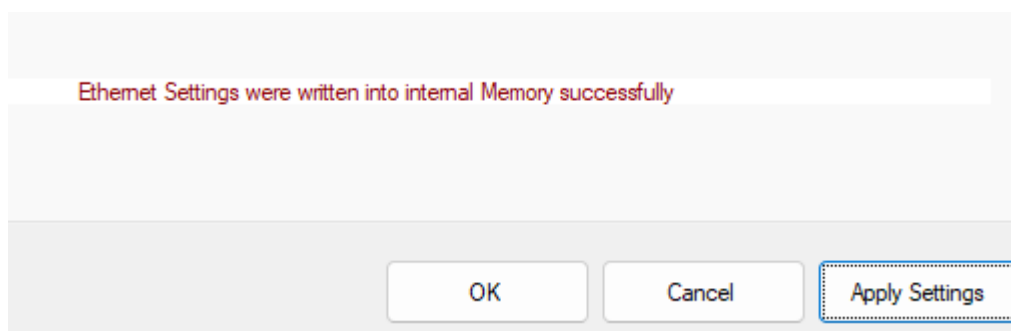 Ethernet Settings were written into internal Memory successfully
OK
Cancel
Apply Settings